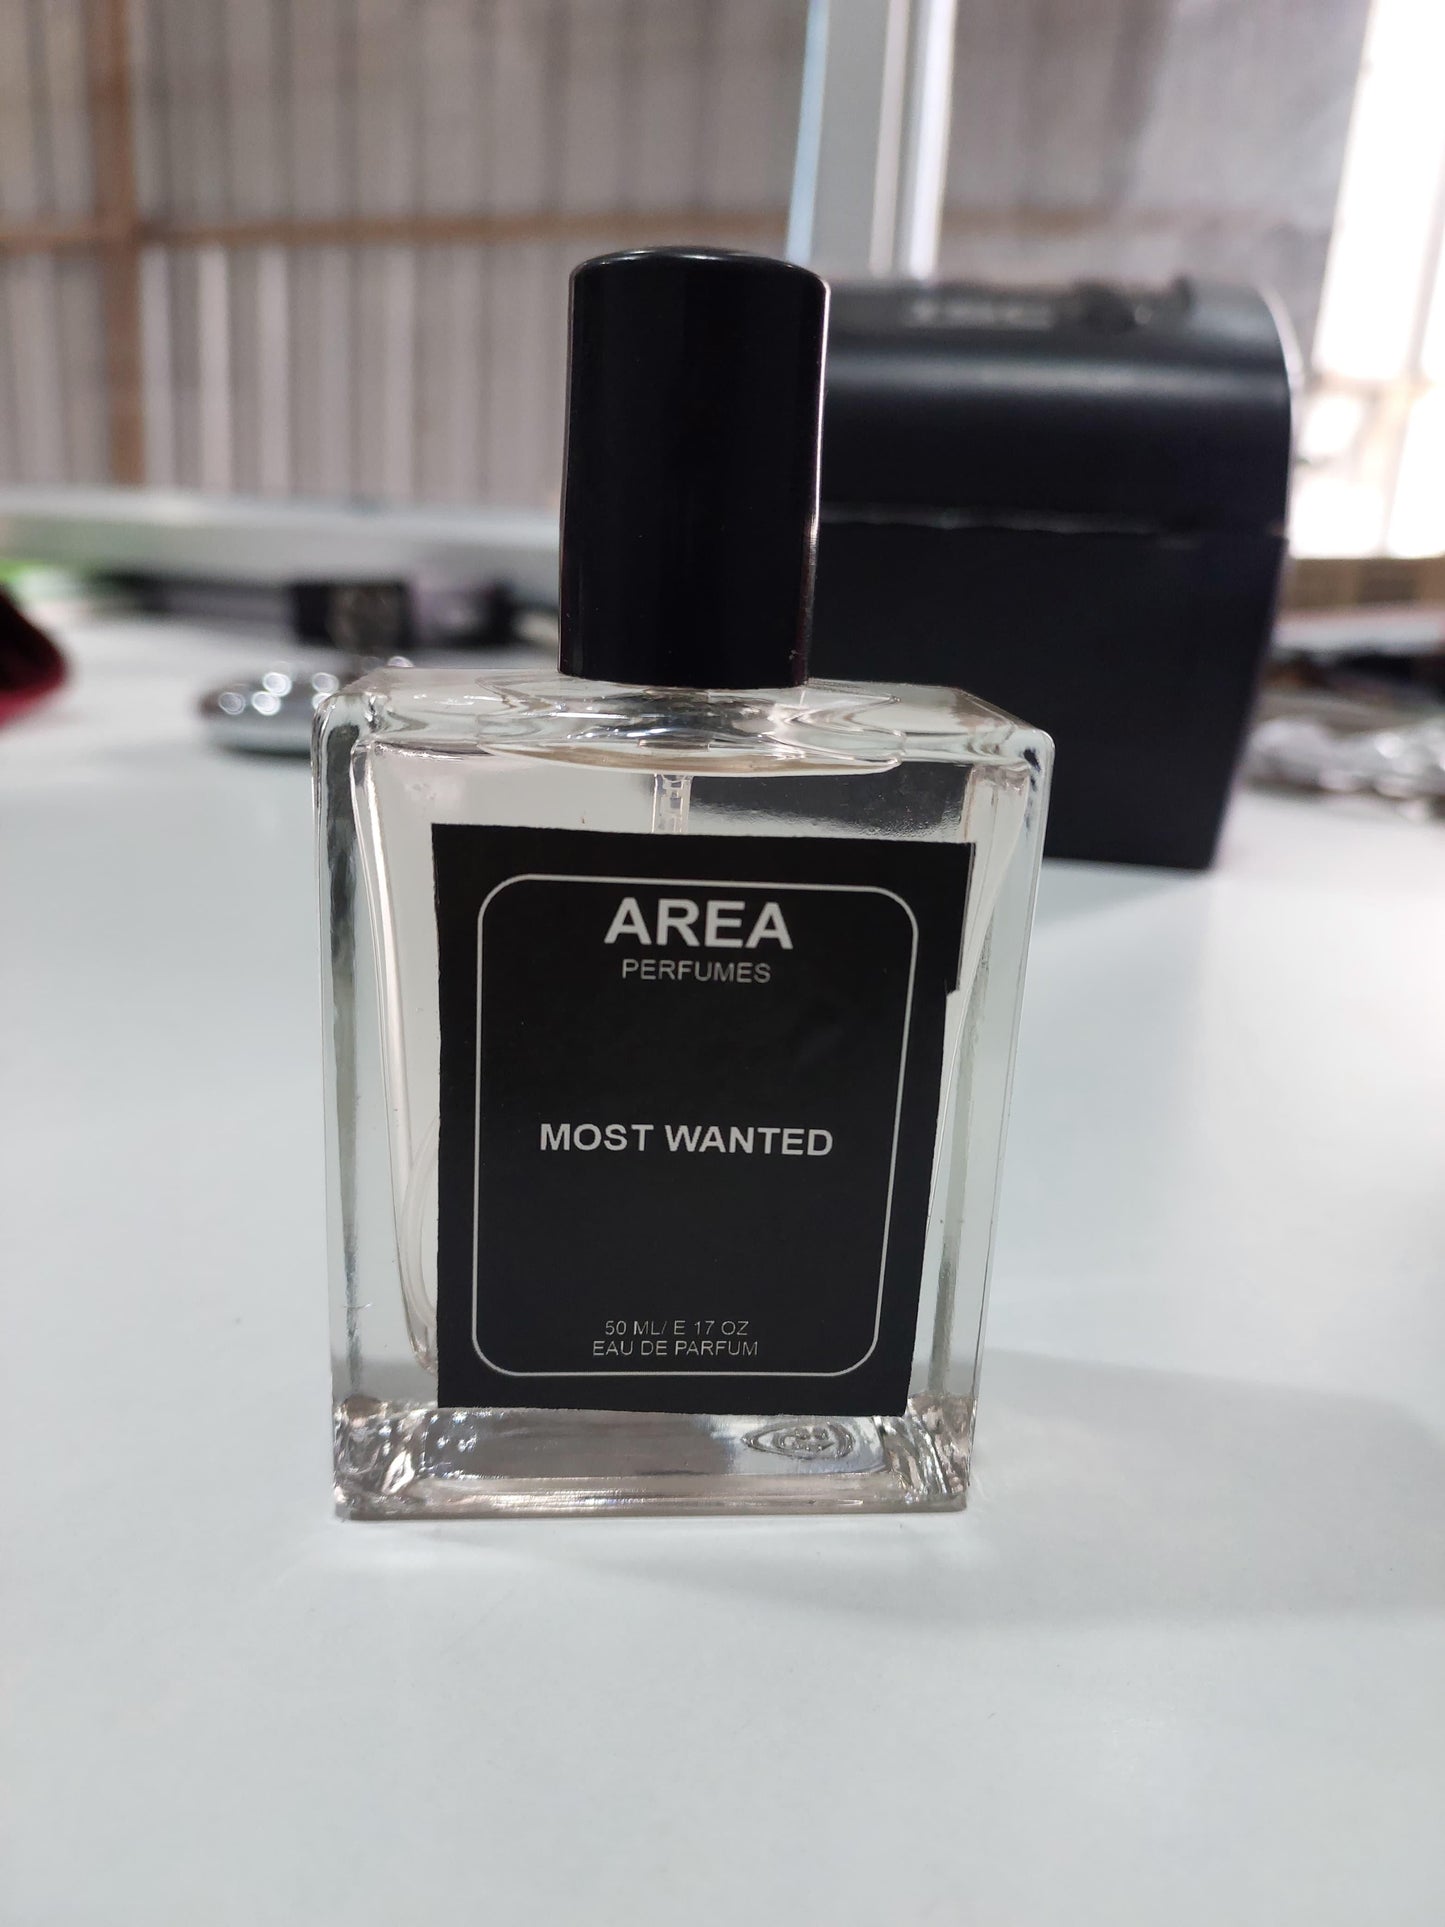 AREA
PERFUMES
MOST WANTED
50 ML/ E 17 OZ
EAU DE PARFUM